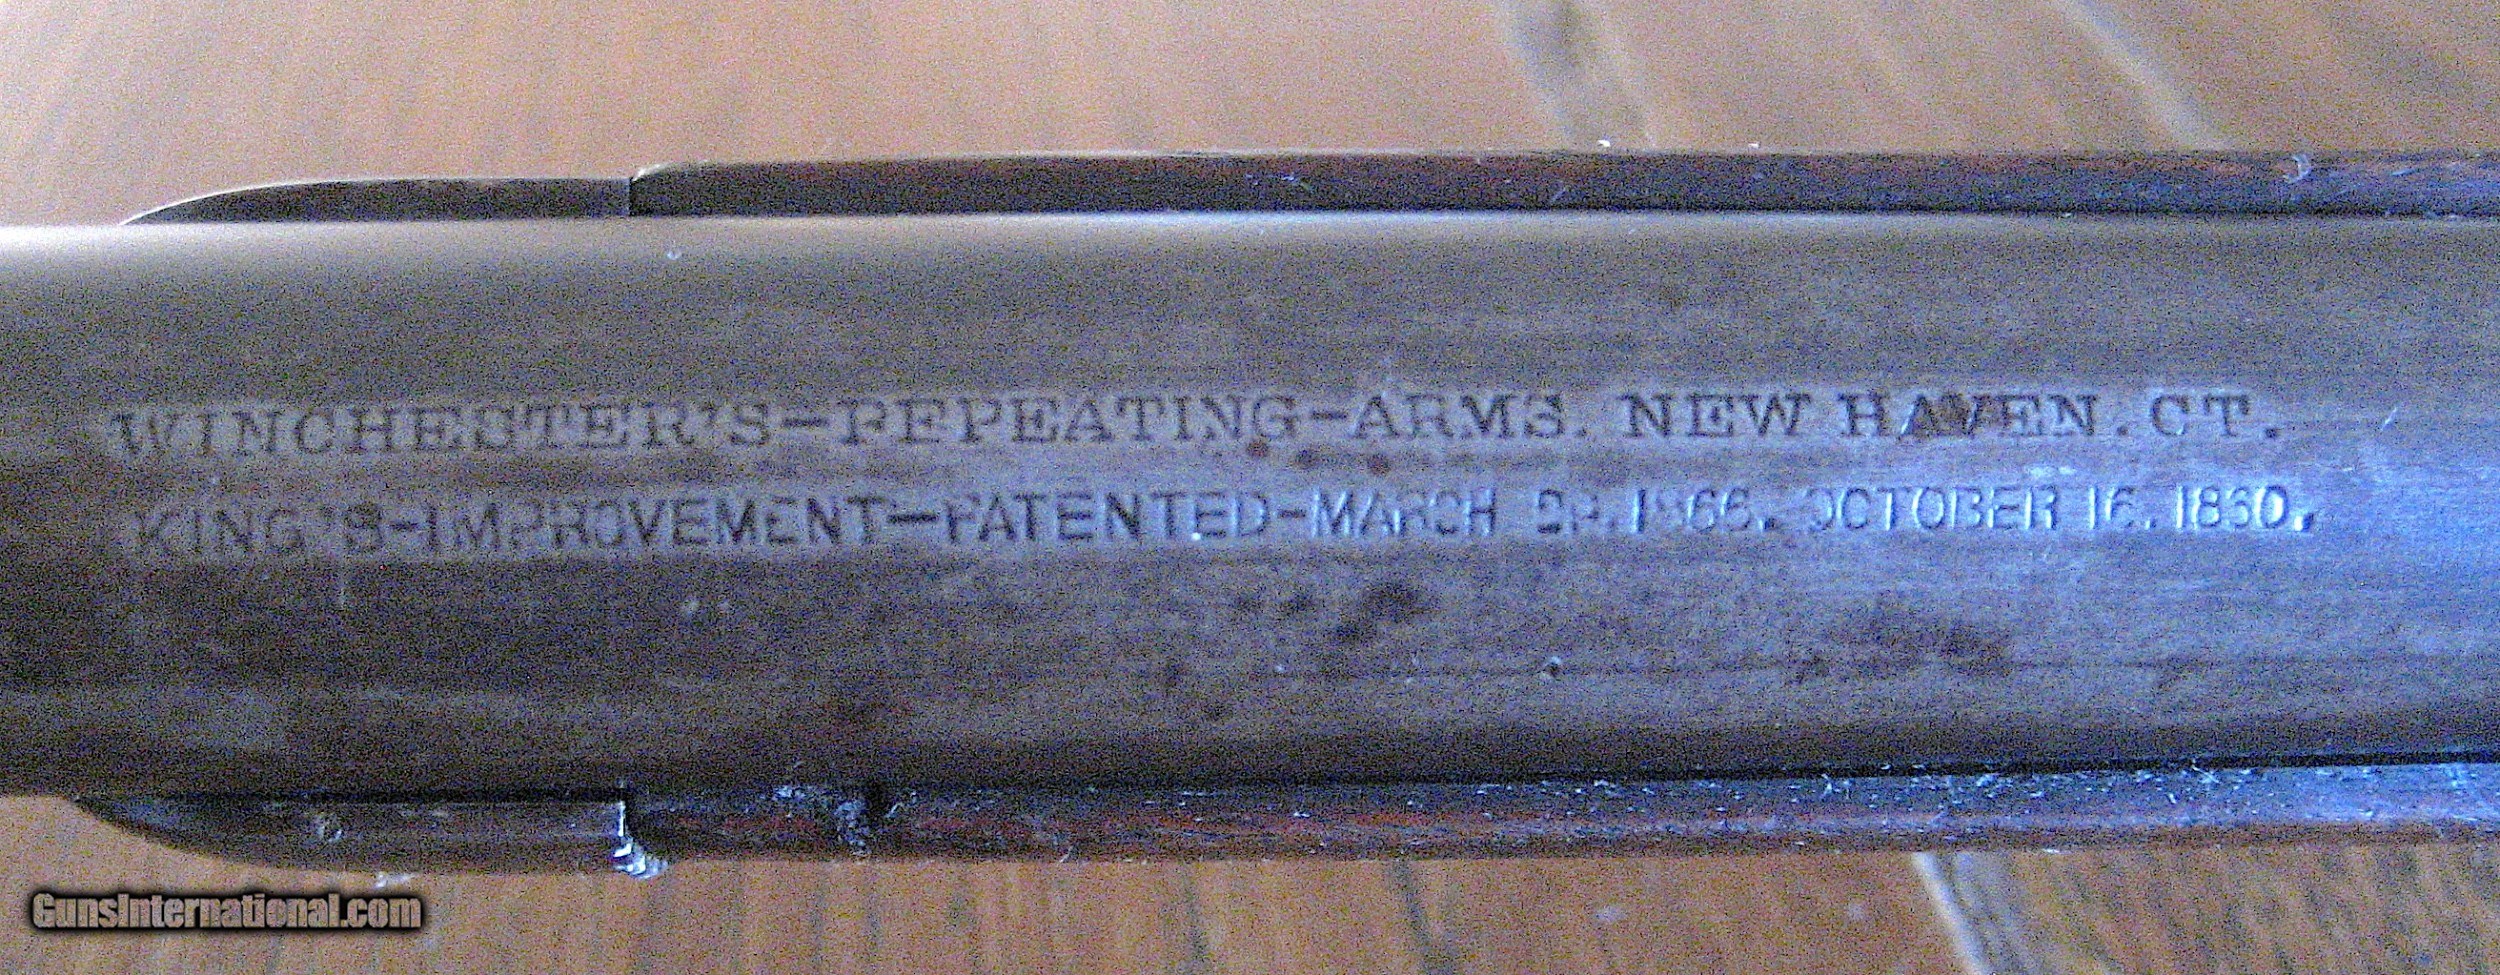 WINCHESTER'S-REPEATING-ARMS. NEW HAVEN. CT.
KING'S-IMPROVEMENT-PATENTED-MARCH 29. 1866. OCTOBER 16. 1860.
GunsInternational.com